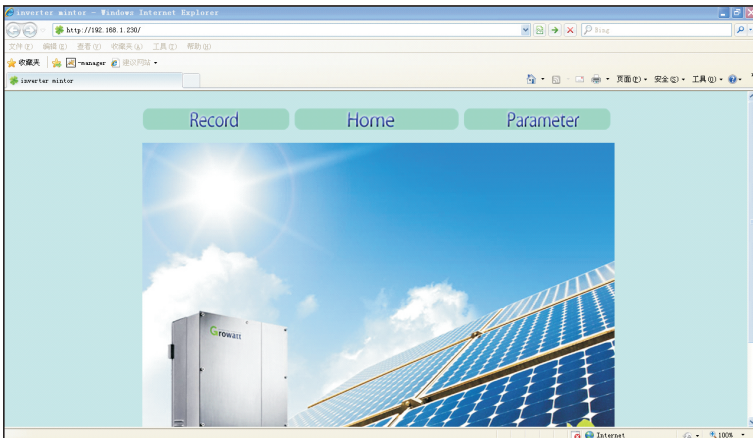 inverter mintor - Windows Internet Explorer
http://192.168.1.230/
Bing
文件(F) 编辑(E) 查看(V) 收藏夹(A) 工具(T) 帮助(H)
收藏夹 -manager 建议网站
inverter mintor
页面(P) 安全(S) 工具(O)
Record Home Parameter
Growatt
Internet 100%